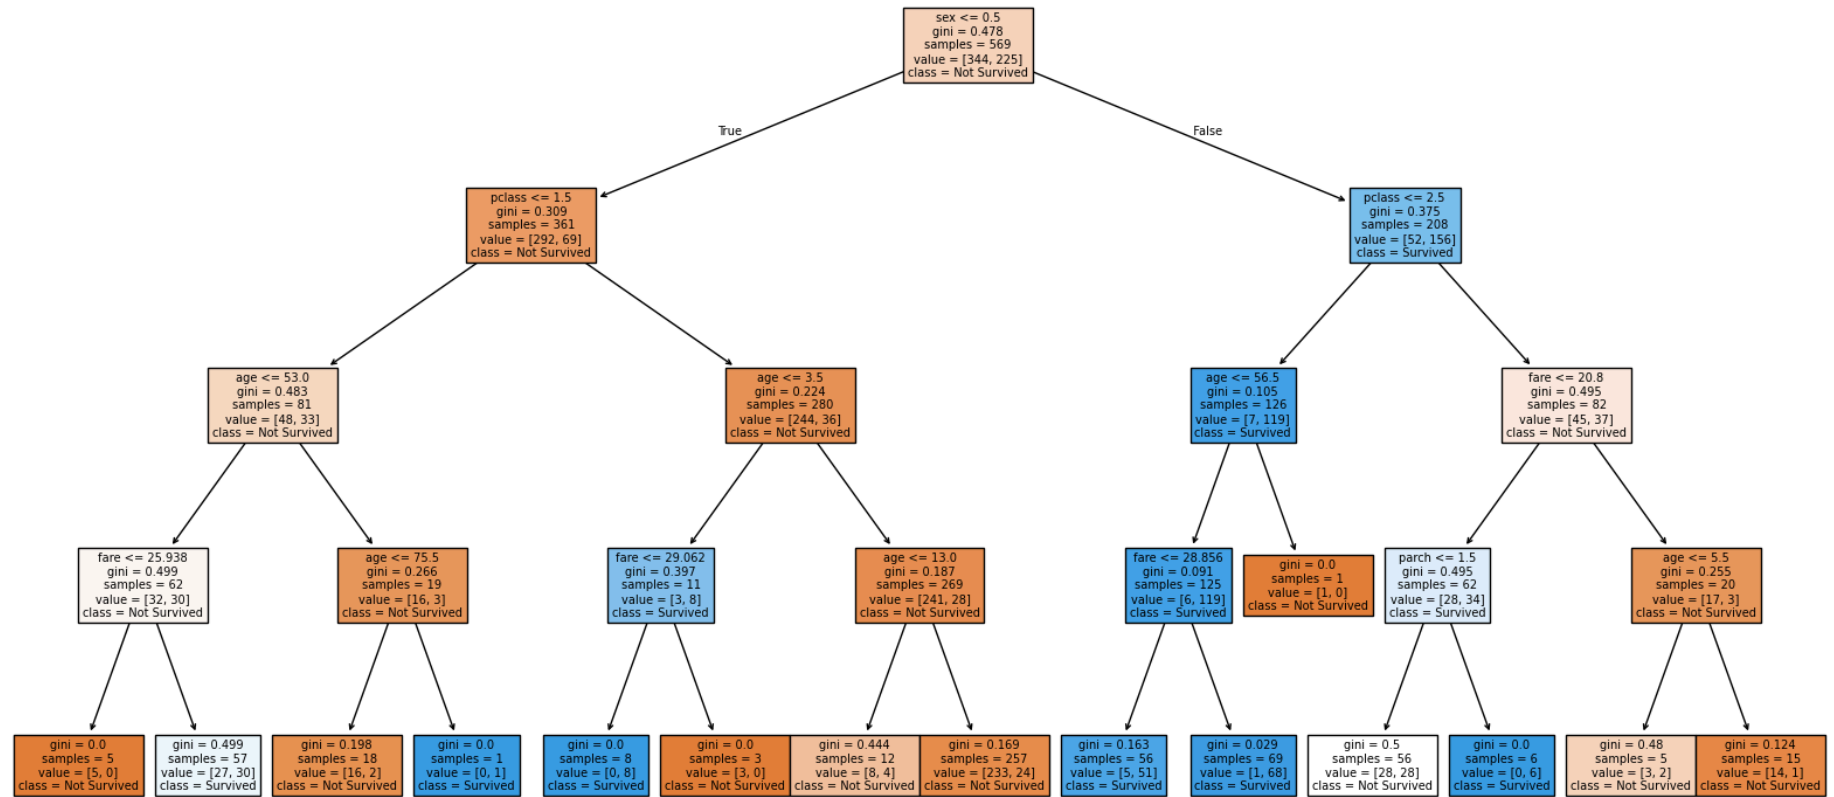 sex <= 0.5
gini = 0.478
samples = 569
value = [344, 225]
class = Not Survived
True
False
pclass <= 1.5
gini = 0.309
samples = 361
value = [292, 69]
class = Not Survived
pclass <= 2.5
gini = 0.375
samples = 208
value = [52, 156]
class = Survived
age <= 53.0
gini = 0.483
samples = 81
value = [48, 33]
class = Not Survived
age <= 3.5
gini = 0.224
samples = 280
value = [244, 36]
class = Not Survived
age <= 56.5
gini = 0.105
samples = 126
value = [7, 119]
class = Survived
fare <= 20.8
gini = 0.495
samples = 82
value = [45, 37]
class = Not Survived
fare <= 25.938
gini = 0.499
samples = 62
value = [32, 30]
class = Not Survived
age <= 75.5
gini = 0.266
samples = 19
value = [16, 3]
class = Not Survived
fare <= 29.062
gini = 0.397
samples = 11
value = [3, 8]
class = Survived
age <= 13.0
gini = 0.187
samples = 269
value = [241, 28]
class = Not Survived
fare <= 28.856
gini = 0.091
samples = 125
value = [6, 119]
class = Survived
gini = 0.0
samples = 1
value = [1, 0]
class = Not Survived
parch <= 1.5
gini = 0.495
samples = 62
value = [28, 34]
class = Survived
age <= 5.5
gini = 0.255
samples = 20
value = [17, 3]
class = Not Survived
gini = 0.0
samples = 5
value = [5, 0]
class = Not Survived
gini = 0.499
samples = 57
value = [27, 30]
class = Survived
gini = 0.198
samples = 18
value = [16, 2]
class = Not Survived
gini = 0.0
samples = 1
value = [0, 1]
class = Survived
gini = 0.0
samples = 8
value = [0, 8]
class = Survived
gini = 0.0
samples = 3
value = [3, 0]
class = Not Survived
gini = 0.444
samples = 12
value = [8, 4]
class = Not Survived
gini = 0.169
samples = 257
value = [233, 24]
class = Not Survived
gini = 0.163
samples = 56
value = [5, 51]
class = Survived
gini = 0.029
samples = 69
value = [1, 68]
class = Survived
gini = 0.5
samples = 56
value = [28, 28]
class = Not Survived
gini = 0.0
samples = 6
value = [0, 6]
class = Survived
gini = 0.48
samples = 5
value = [3, 2]
class = Not Survived
gini = 0.124
samples = 15
value = [14, 1]
class = Not Survived